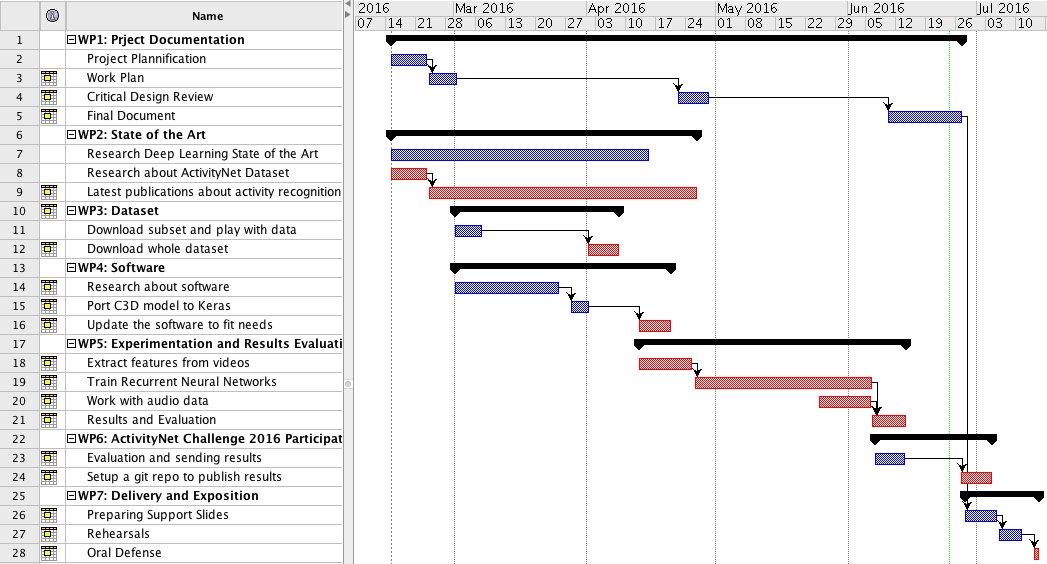 Name
2016 Mar 2016 Apr 2016 May 2016 Jun 2016 Jul 2016
07 14 21 28 06 13 20 27 03 10 17 24 01 08 15 22 29 05 12 19 26 03 10
1 WP1: Prject Documentation
2 Project Plannification
3 Work Plan
4 Critical Design Review
5 Final Document
6 WP2: State of the Art
7 Research Deep Learning State of the Art
8 Research about ActivityNet Dataset
9 Latest publications about activity recognition
10 WP3: Dataset
11 Download subset and play with data
12 Download whole dataset
13 WP4: Software
14 Research about software
15 Port C3D model to Keras
16 Update the software to fit needs
17 WP5: Experimentation and Results Evaluati
18 Extract features from videos
19 Train Recurrent Neural Networks
20 Work with audio data
21 Results and Evaluation
22 WP6: ActivityNet Challenge 2016 Participat
23 Evaluation and sending results
24 Setup a git repo to publish results
25 WP7: Delivery and Exposition
26 Preparing Support Slides
27 Rehearsals
28 Oral Defense